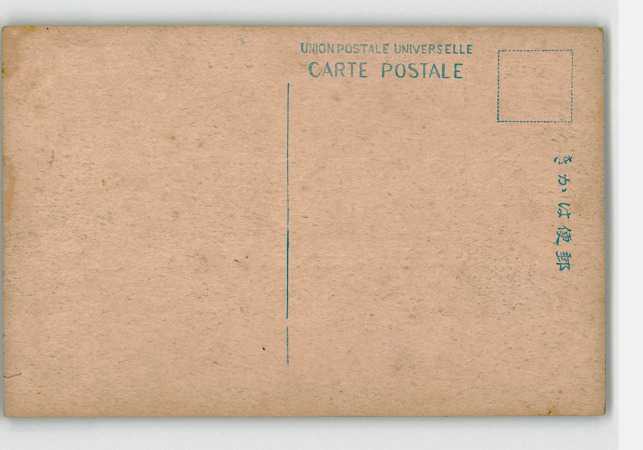 UNION POSTALE UNIVERSELLE
CARTE POSTALE
きかは便郵